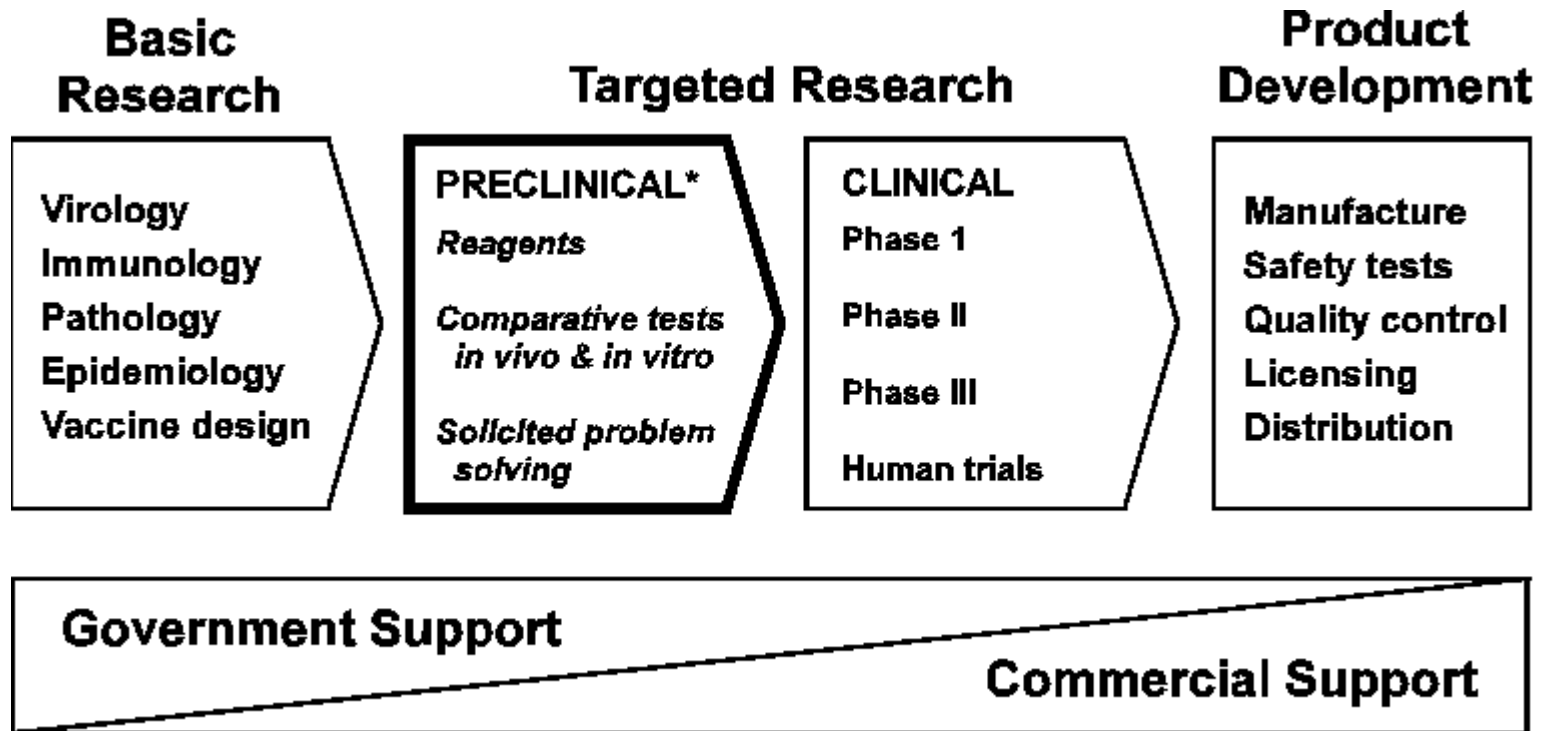 Basic
Research
Targeted Research
Product
Development
Virology
Immunology
Pathology
Epidemiology
Vaccine design
PRECLINICAL*
Reagents
Comparative tests
in vivo & in vitro
Solicited problem
solving
CLINICAL
Phase 1
Phase II
Phase III
Human trials
Manufacture
Safety tests
Quality control
Licensing
Distribution
Government Support
Commercial Support